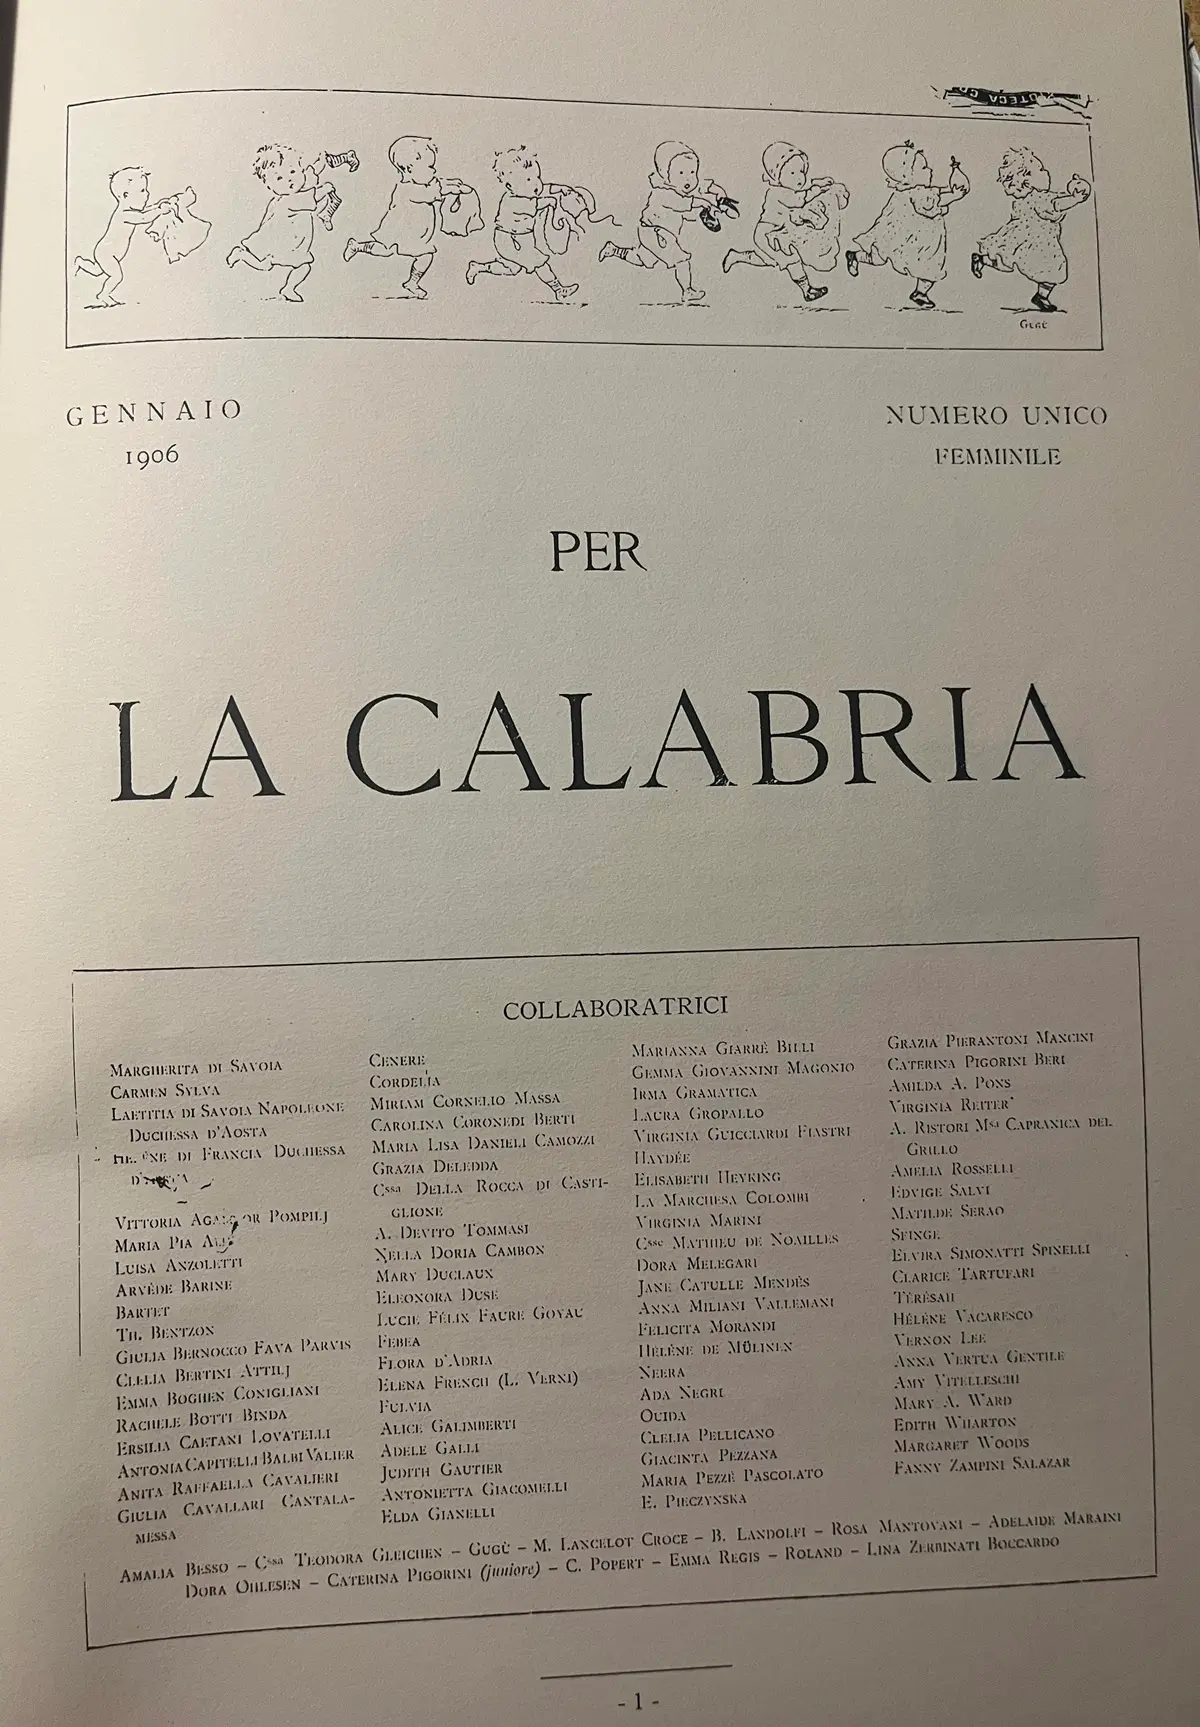 OTECA CO
GUGÙ
GENNAIO
1906
NUMERO UNICO
FEMMINILE
PER
LA CALABRIA
COLLABORATRICI
MARGHERITA DI SAVOIA
CARMEN SYLVA
LAETITIA DI SAVOIA NAPOLEONE
DUCHESSA D'AOSTA
DI FRANCIA DUCHESSA
VITTORIA POMPILJ
MARIA PIA
LUISA ANZOLETTI
ARVÈDE BARINE
BARTET
TH. BENTZON
GIULIA BERNOCCO FAVA PARVIS
CLELIA BERTINI ATTILJ
EMMA BOGHEN CONIGLIANI
RACHELE BOTTI BINDA
ERSILIA CAETANI LOVATELLI
ANTONIA CAPITELLI BALBI VALIER
ANITA RAFFAELLA CAVALIERI
GIULIA CAVALLARI CANTALA-
MESSA
CENERE
CORDELIA
MIRIAM CORNELIO MASSA
CAROLINA CORONEDI BERTI
MARIA LISA DANIELI CAMOZZI
GRAZIA DELEDDA
Cssa DELLA ROCCA DI CASTI-
GLIONE
A. DEVITO TOMMASI
NELLA DORIA CAMBON
MARY DUCLAUX
ELEONORA DUSE
LUCIE FÉLIX FAURE GOYAU
FEBEA
FLORA D'ADRIA
ELENA FRENCH (L. VERNI)
FULVIA
ALICE GALIMBERTI
ADELE GALLI
JUDITH GAUTIER
ANTONIETTA GIACOMELLI
ELDA GIANELLI
MARIANNA GIARRÈ BILLI
GEMMA GIOVANNINI MAGONIO
IRMA GRAMATICA
LAURA GROPALLO
VIRGINIA GUICCIARDI FIASTRI
HAYDÉE
ELISABETH HEYKING
LA MARCHESA COLOMBI
VIRGINIA MARINI
Csse MATHIEU DE NOAILLES
DORA MELEGARI
JANE CATULLE MENDÈS
ANNA MILIANI VALLEMANI
FELICITA MORANDI
HÉLÈNE DE MÜLINEN
NEERA
ADA NEGRI
OUIDA
CLELIA PELLICANO
GIACINTA PEZZANA
MARIA PEZZÈ PASCOLATO
E. PIECZYNSKA
GRAZIA PIERANTONI MANCINI
CATERINA PIGORINI BERI
AMILDA A. PONS
VIRGINIA REITER
A. RISTORI Msa CAPRANICA DEL
GRILLO
AMELIA ROSSELLI
EDVIGE SALVI
MATILDE SERAO
SFINGE
ELVIRA SIMONATTI SPINELLI
CLARICE TARTUFARI
TÉRÉSAH
HÉLÈNE VACARESCO
VERNON LEE
ANNA VERTUA GENTILE
AMY VITELLESCHI
MARY A. WARD
EDITH WHARTON
MARGARET WOODS
FANNY ZAMPINI SALAZAR
AMALIA BESSO – Cssa TEODORA GLEICHEN – GUGÙ – M. LANCELOT CROCE – B. LANDOLFI – ROSA MANTOVANI – ADELAIDE MARAINI
DORA OHLESEN – CATERINA PIGORINI (juniore) – C. POPERT – EMMA REGIS – ROLAND – LINA ZERBINATI BOCCARDO
- 1 -